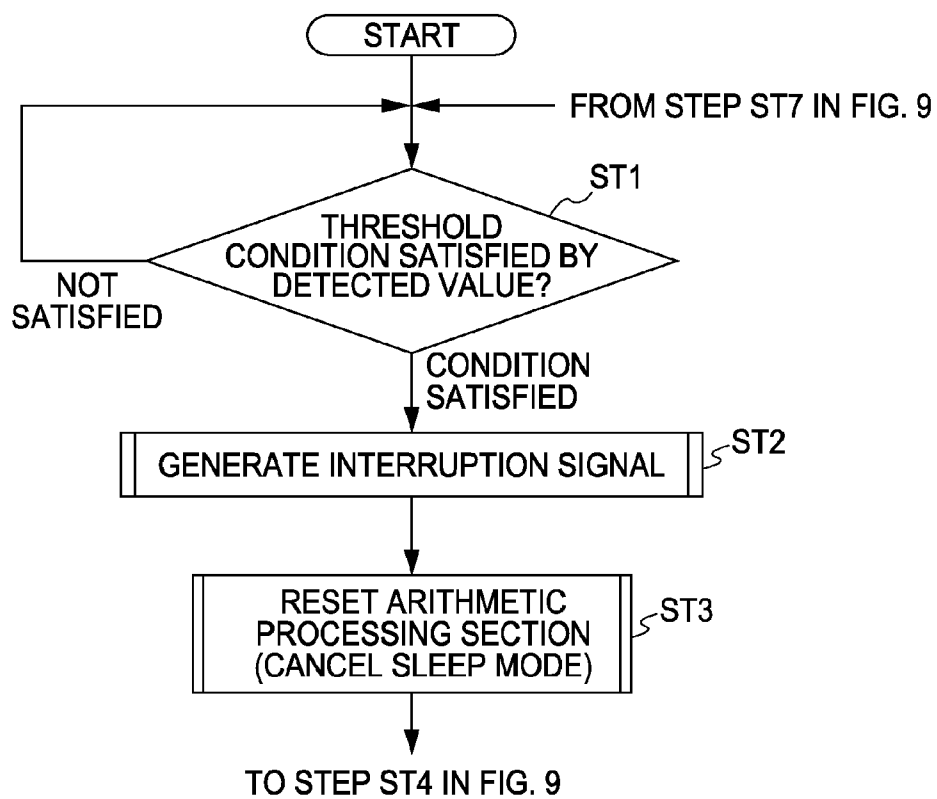 START
FROM STEP ST7 IN FIG. 9
ST1
THRESHOLD
CONDITION SATISFIED BY
DETECTED VALUE?
NOT
SATISFIED
CONDITION
SATISFIED
ST2
GENERATE INTERRUPTION SIGNAL
ST3
RESET ARITHMETIC
PROCESSING SECTION
(CANCEL SLEEP MODE)
TO STEP ST4 IN FIG. 9